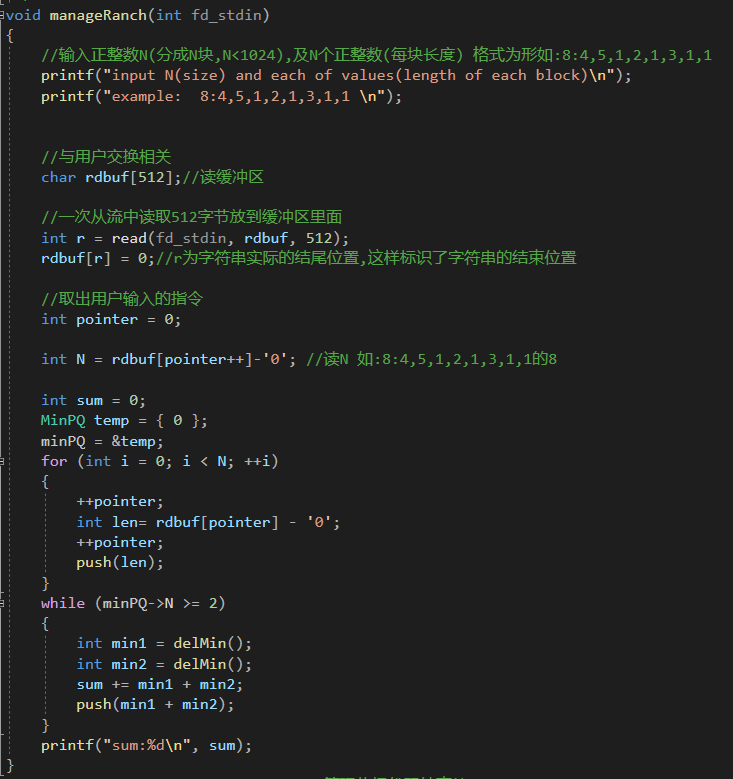 void manageRanch(int fd_stdin)
{
//输入正整数N(分成N块,N<1024),及N个正整数(每块长度) 格式为形如:8:4,5,1,2,1,3,1,1
printf("input N(size) and each of values(length of each block)\n");
printf("example:  8:4,5,1,2,1,3,1,1 \n");
//与用户交换相关
char rdbuf[512];//读缓冲区
//一次从流中读取512字节放到缓冲区里面
int r = read(fd_stdin, rdbuf, 512);
rdbuf[r] = 0;//r为字符串实际的结尾位置,这样标识了字符串的结束位置
//取出用户输入的指令
int pointer = 0;
int N = rdbuf[pointer++]-'0'; //读N 如:8:4,5,1,2,1,3,1,1的8
int sum = 0;
MinPQ temp = { 0 };
minPQ = &temp;
for (int i = 0; i < N; ++i)
{
++pointer;
int len= rdbuf[pointer] - '0';
++pointer;
push(len);
}
while (minPQ->N >= 2)
{
int min1 = delMin();
int min2 = delMin();
sum += min1 + min2;
push(min1 + min2);
}
printf("sum:%d\n", sum);
}